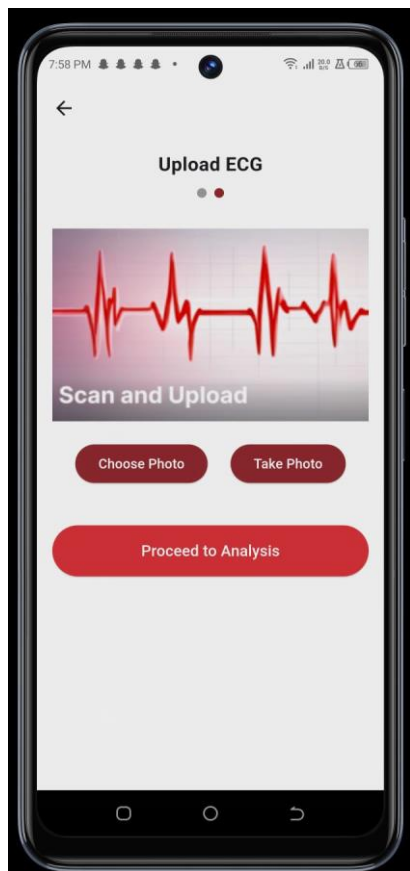 7:58 PM
Upload ECG
Scan and Upload
Choose Photo Take Photo
Proceed to Analysis